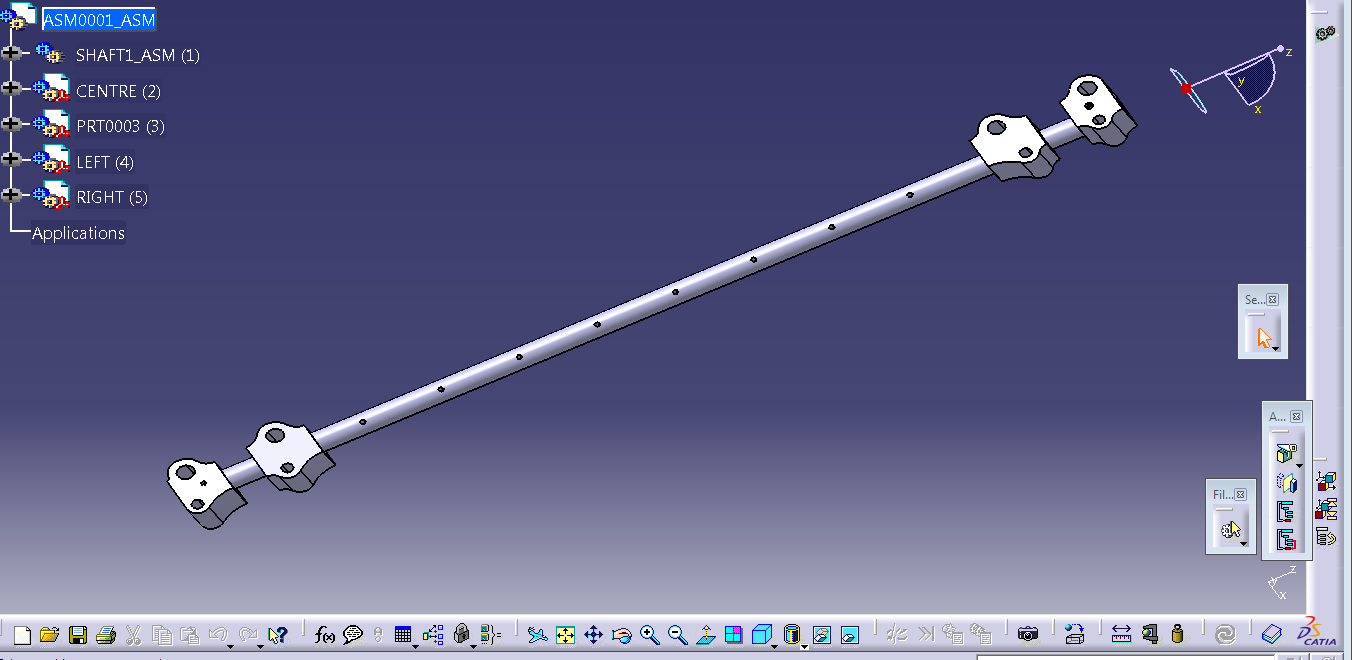 ASM0001_ASM
SHAFT1_ASM (1)
CENTRE (2)
PRT0003 (3)
LEFT (4)
RIGHT (5)
Applications
z
y
x
Se...
A...
Fil...
z
y
x
f(x)
CATIA